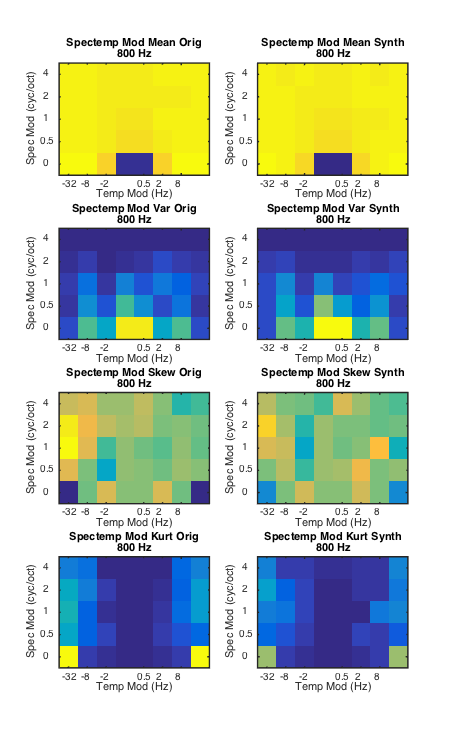 Spectemp Mod Mean Orig
800 Hz
Spec Mod (cyc/oct)
4
2
1
0.5
0
-32 -8 -2 0.5 2 8
Temp Mod (Hz)
Spectemp Mod Mean Synth
800 Hz
Spec Mod (cyc/oct)
4
2
1
0.5
0
-32 -8 -2 0.5 2 8
Temp Mod (Hz)
Spectemp Mod Var Orig
800 Hz
Spec Mod (cyc/oct)
4
2
1
0.5
0
-32 -8 -2 0.5 2 8
Temp Mod (Hz)
Spectemp Mod Var Synth
800 Hz
Spec Mod (cyc/oct)
4
2
1
0.5
0
-32 -8 -2 0.5 2 8
Temp Mod (Hz)
Spectemp Mod Skew Orig
800 Hz
Spec Mod (cyc/oct)
4
2
1
0.5
0
-32 -8 -2 0.5 2 8
Temp Mod (Hz)
Spectemp Mod Skew Synth
800 Hz
Spec Mod (cyc/oct)
4
2
1
0.5
0
-32 -8 -2 0.5 2 8
Temp Mod (Hz)
Spectemp Mod Kurt Orig
800 Hz
Spec Mod (cyc/oct)
4
2
1
0.5
0
-32 -8 -2 0.5 2 8
Temp Mod (Hz)
Spectemp Mod Kurt Synth
800 Hz
Spec Mod (cyc/oct)
4
2
1
0.5
0
-32 -8 -2 0.5 2 8
Temp Mod (Hz)